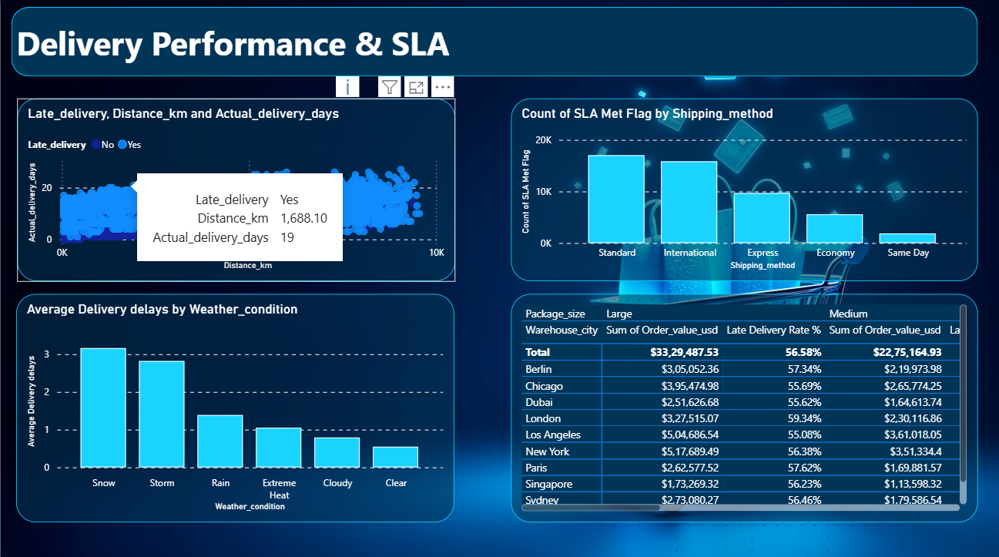 Delivery Performance & SLA
Late_delivery, Distance_km and Actual_delivery_days
Late_delivery No Yes
Actual_delivery_days
20
0
0K
10K
Distance_km
Late_delivery Yes
Distance_km 1,688.10
Actual_delivery_days 19
Count of SLA Met Flag by Shipping_method
Count of SLA Met Flag
20K
10K
0K
Standard International Express Economy Same Day
Shipping_method
Average Delivery delays by Weather_condition
Average Delivery delays
3
2
1
0
Snow Storm Rain Extreme Heat Cloudy Clear
Weather_condition
Package_size Large Medium
Warehouse_city Sum of Order_value_usd Late Delivery Rate % Sum of Order_value_usd La
Total $33,29,487.53 56.58% $22,75,164.93
Berlin $3,05,052.36 57.34% $2,19,973.98
Chicago $3,95,474.98 55.69% $2,65,774.25
Dubai $2,51,626.68 55.62% $1,64,613.74
London $3,27,515.07 59.34% $2,30,116.86
Los Angeles $5,04,686.54 55.08% $3,61,018.05
New York $5,17,689.49 56.38% $3,51,334.4
Paris $2,62,577.52 57.62% $1,69,881.57
Singapore $1,73,269.32 56.23% $1,13,598.32
Sydney $2,73,080.27 56.46% $1,79,586.54